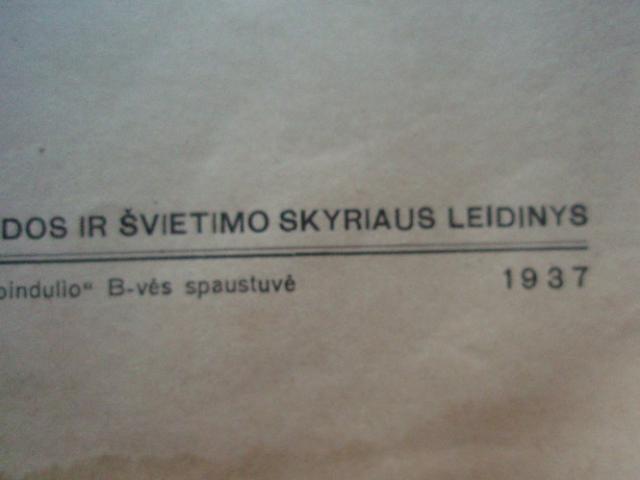 DOS IR ŠVIETIMO SKYRIAUS LEIDINYS
pindulio“ B-vės spaustuvė 1937